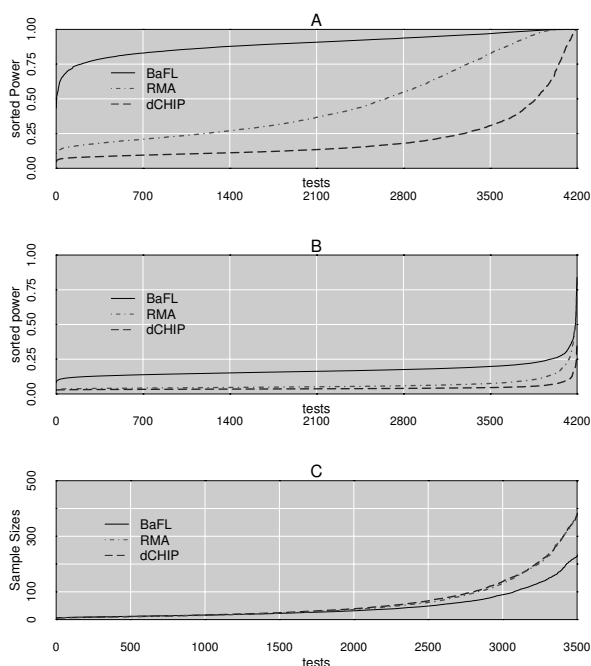 A
sorted Power
0.00 0.25 0.50 0.75 1.00
BaFL
RMA
dCHIP
0 700 1400 2100 2800 3500 4200
tests
B
sorted power
0.00 0.25 0.50 0.75 1.00
BaFL
RMA
dCHIP
0 700 1400 2100 2800 3500 4200
tests
C
Sample Sizes
0 100 300 500
BaFL
RMA
dCHIP
0 500 1000 1500 2000 2500 3000 3500
tests